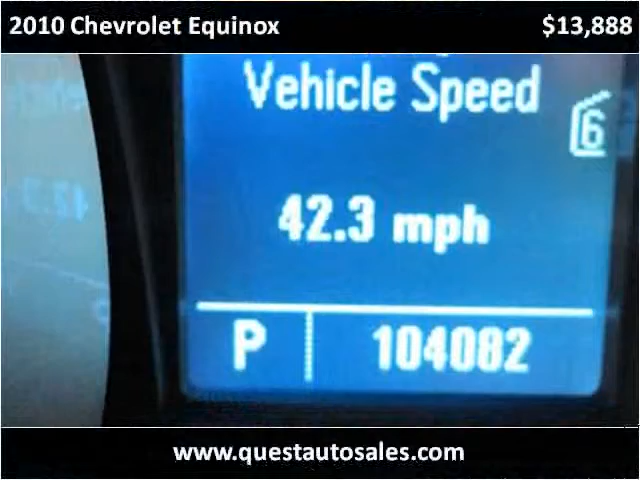 2010 Chevrolet Equinox $13,888
Vehicle Speed
6
42.3 mph
P 104082
www.questautosales.com